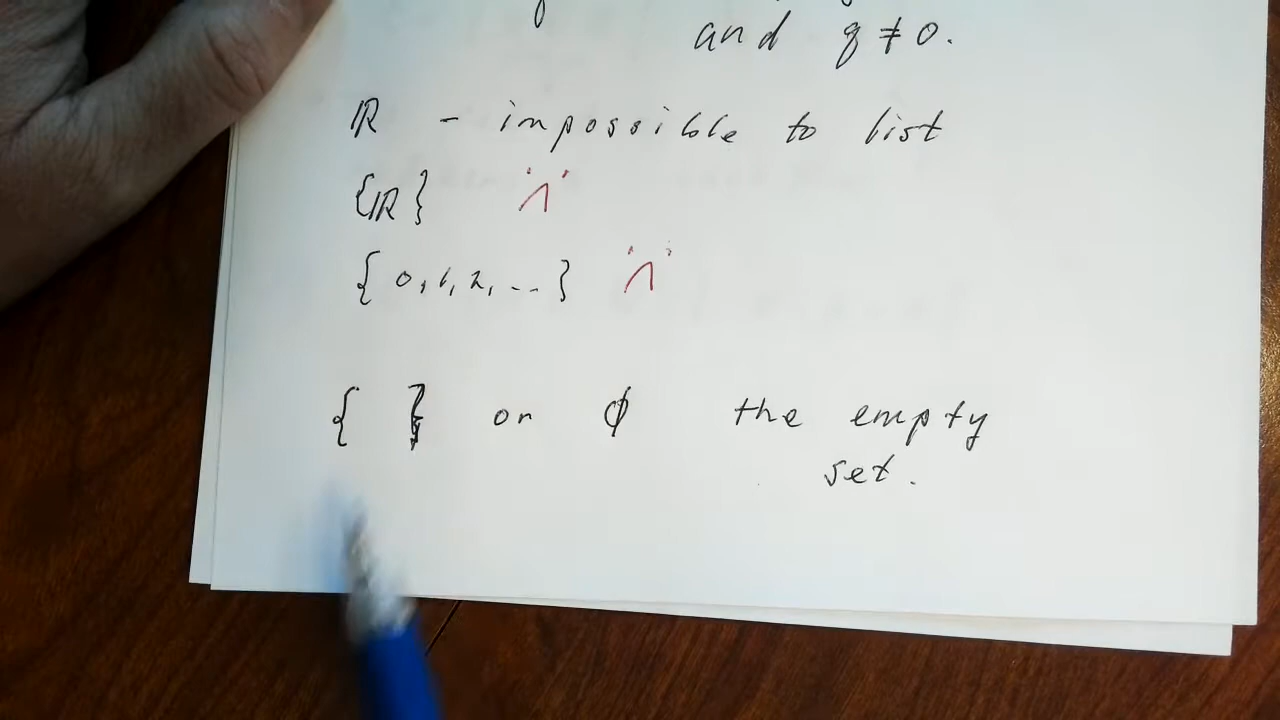 and q ≠ 0.
ℝ - impossible to list
{ℝ}
{0, 1, 2, ...}
{ } or ϕ the empty
set.